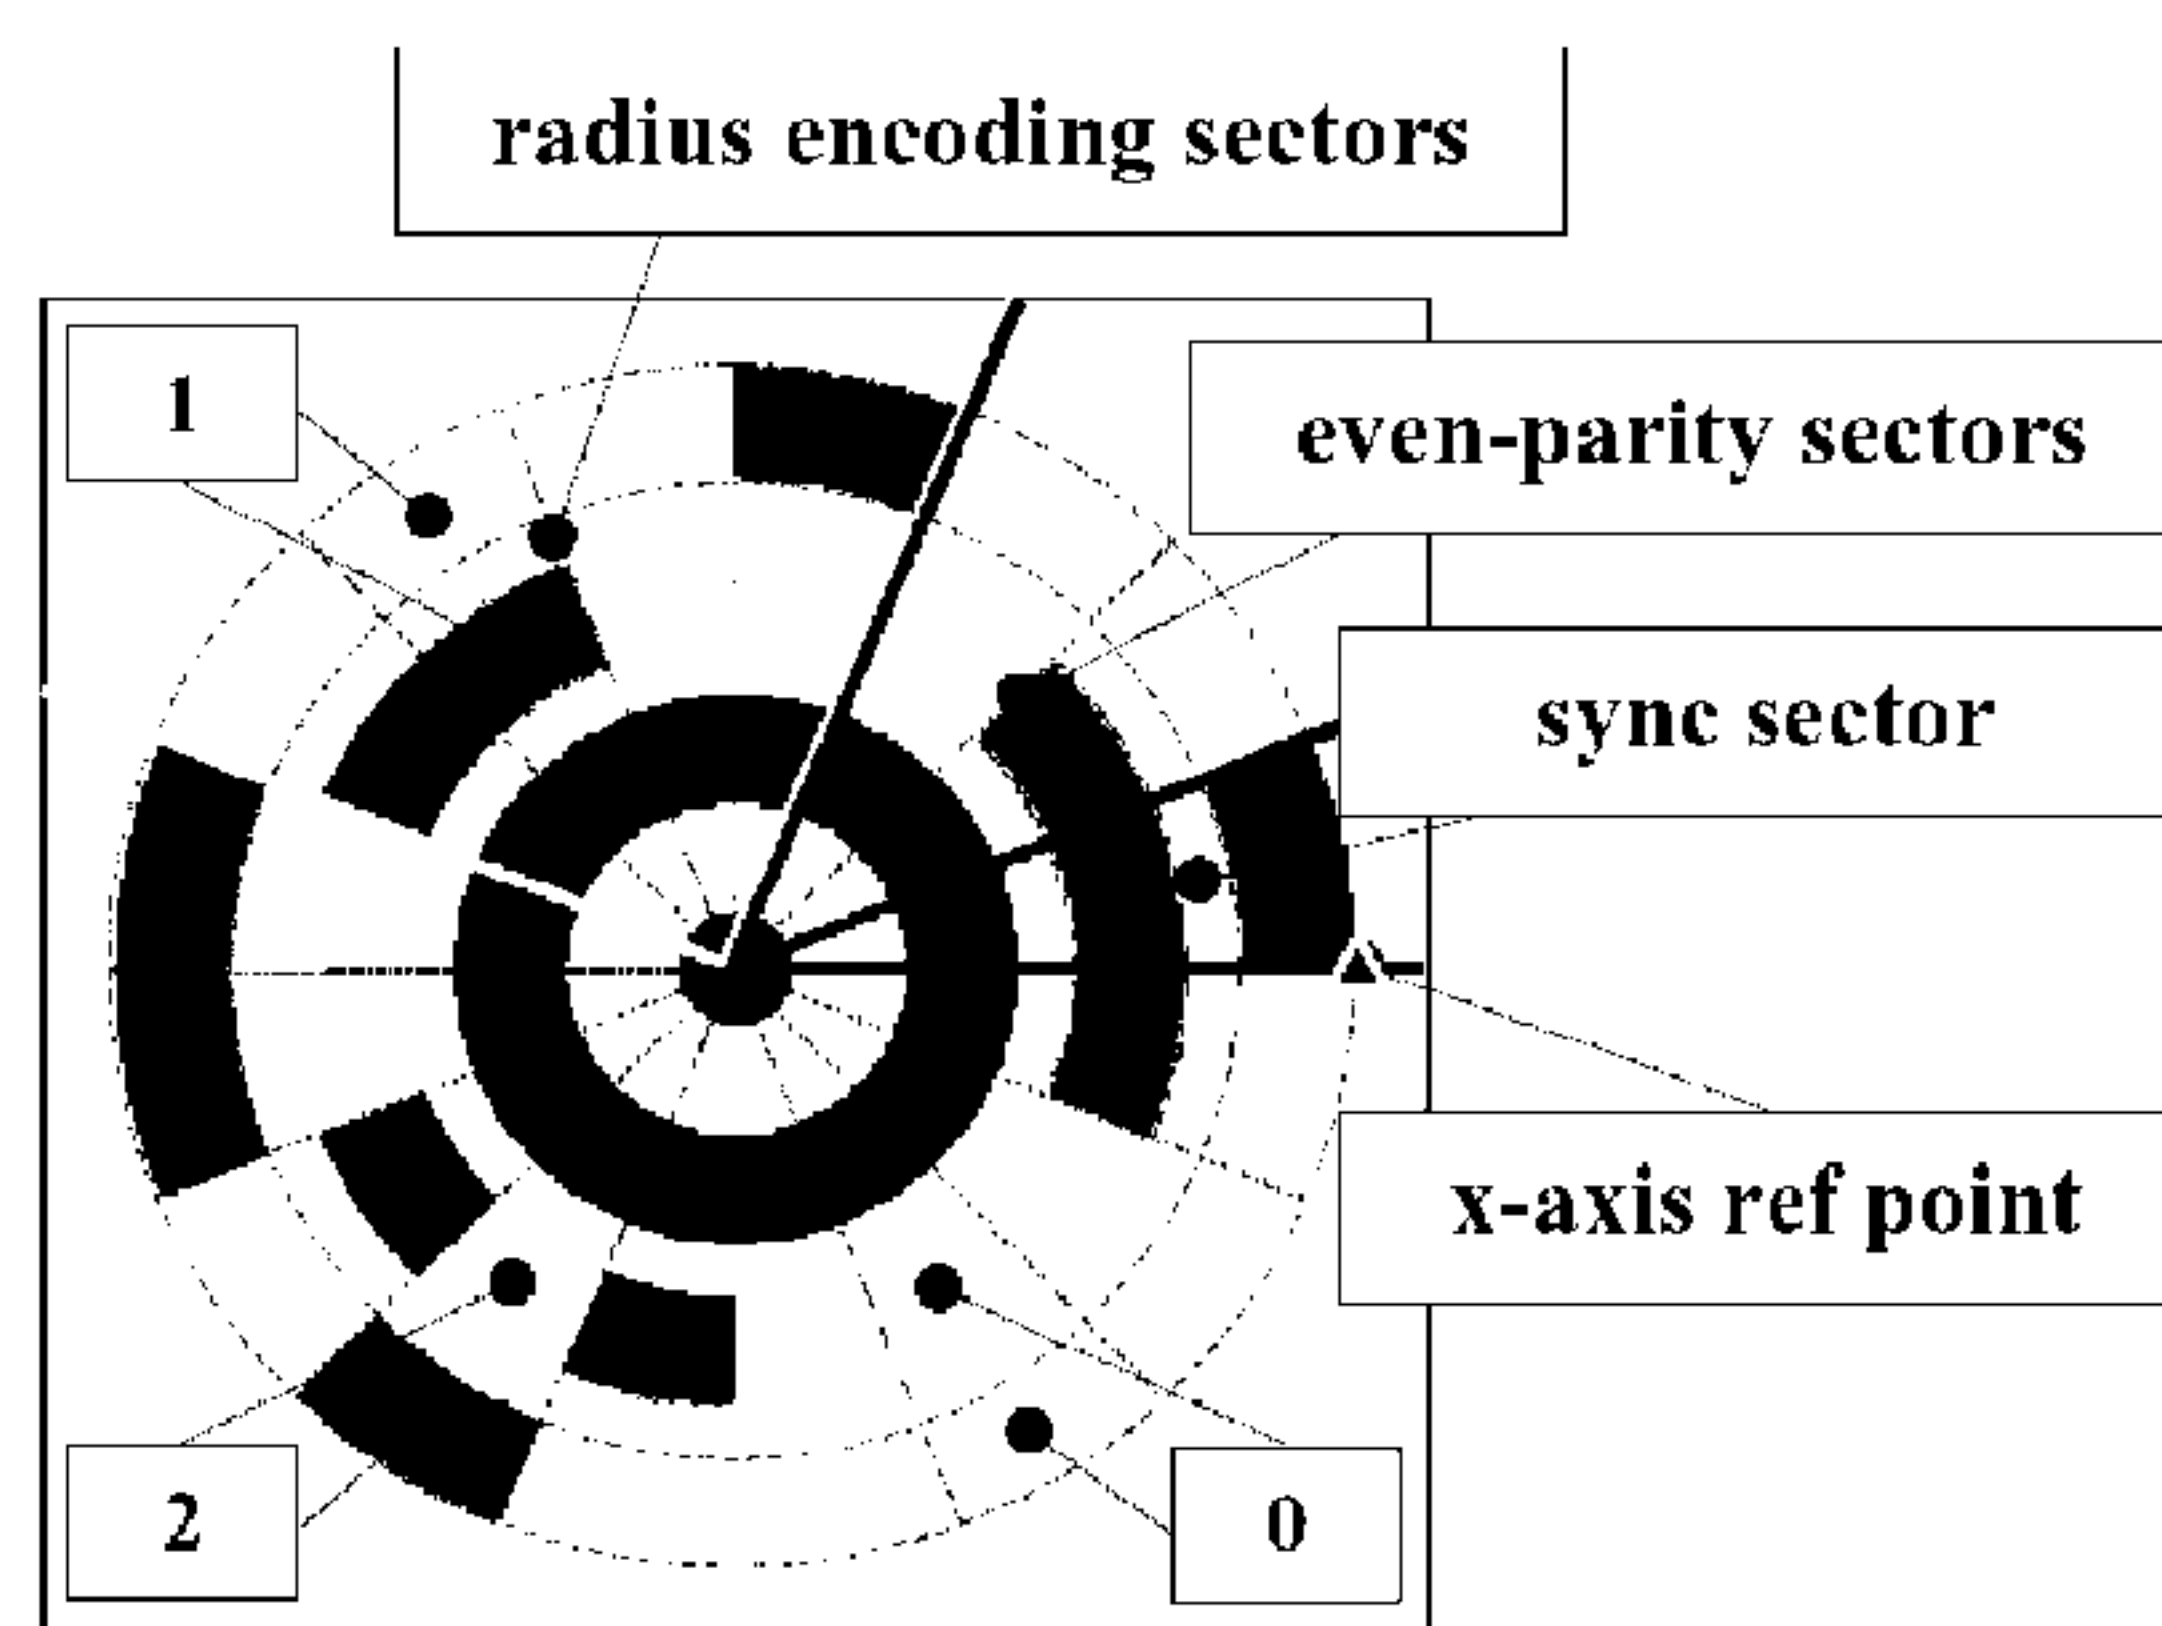 radius encoding sectors
1
even-parity sectors
sync sector
x-axis ref point
2
0